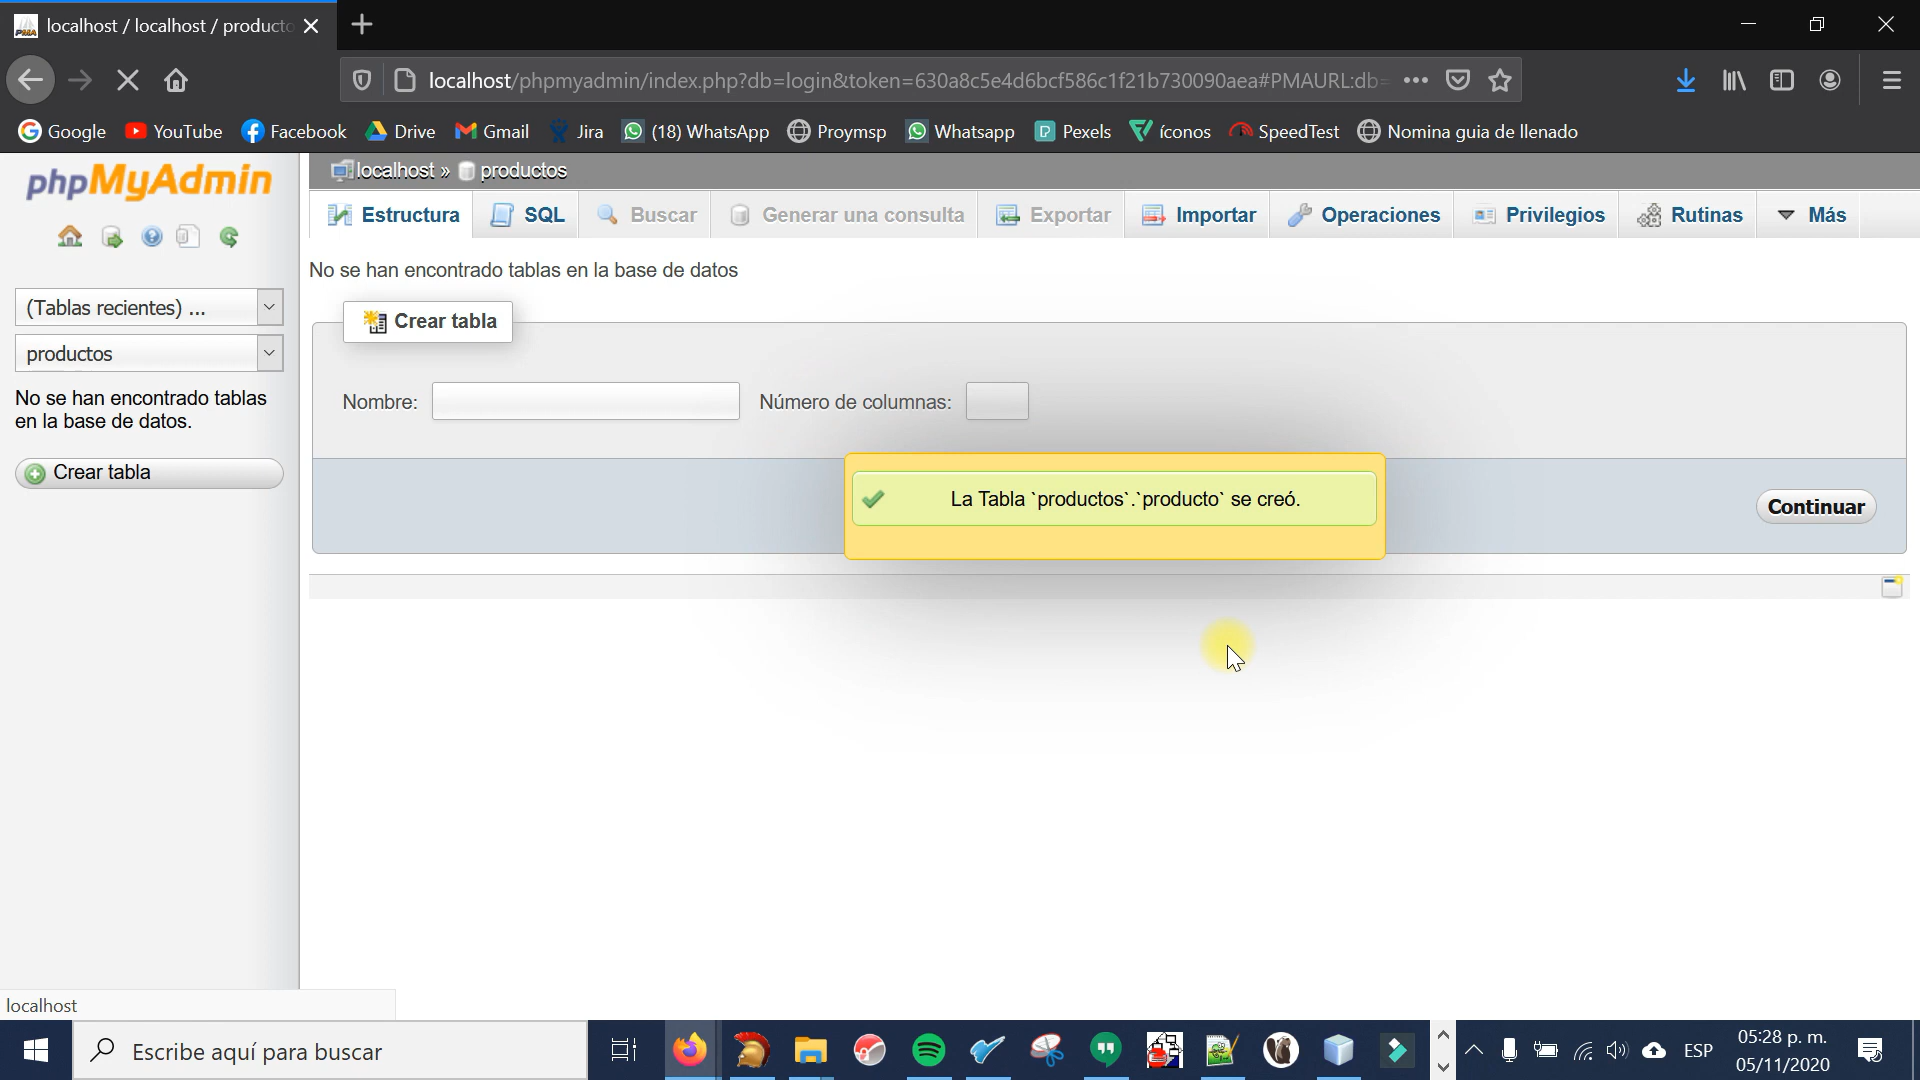 localhost / localhost / producto
localhost/phpmyadmin/index.php?db=login&token=630a8c5e4d6bcf586c1f21b730090aea#PMAURL:db=
Google YouTube Facebook Drive Gmail Jira (18) WhatsApp Proymsp Whatsapp Pexels íconos SpeedTest Nomina guia de llenado
phpMyAdmin
localhost » productos
Estructura SQL Buscar Generar una consulta Exportar Importar Operaciones Privilegios Rutinas Más
No se han encontrado tablas en la base de datos
(Tablas recientes) ...
Crear tabla
productos
No se han encontrado tablas
en la base de datos.
Nombre: Número de columnas:
Crear tabla
La Tabla `productos`.`producto` se creó.
Continuar
localhost
Escribe aquí para buscar
ESP
05:28 p. m.
05/11/2020